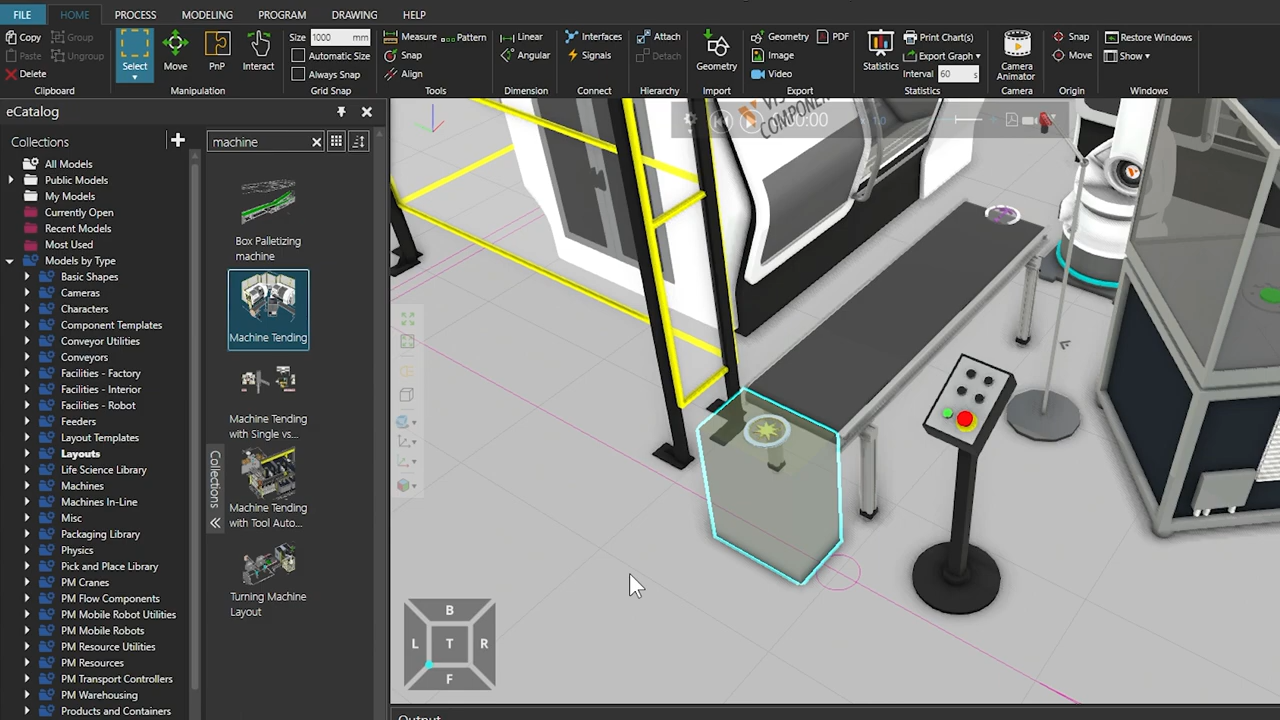 FILE HOME PROCESS MODELING PROGRAM DRAWING HELP
Copy Group
Paste Ungroup
Delete
Clipboard
Select Move PnP Interact
Manipulation
Size 1000 mm
Automatic Size
Always Snap
Grid Snap
Measure Pattern
Snap
Align
Tools
Linear
Angular
Dimension
Interfaces
Signals
Connect
Attach
Detach
Hierarchy
Geometry
Import
Geometry PDF
Image
Video
Export
Statistics
Print Chart(s)
Export Graph
Interval 60 s
Statistics
Camera
Animator
Camera
Snap
Move
Origin
Restore Windows
Show
Windows
eCatalog
Collections
machine
All Models
Public Models
My Models
Currently Open
Recent Models
Most Used
Models by Type
Basic Shapes
Cameras
Characters
Component Templates
Conveyor Utilities
Conveyors
Facilities - Factory
Facilities - Interior
Facilities - Robot
Feeders
Layout Templates
Layouts
Life Science Library
Machines
Machines In-Line
Misc
Packaging Library
Physics
Pick and Place Library
PM Cranes
PM Flow Components
PM Mobile Robot Utilities
PM Mobile Robots
PM Resource Utilities
PM Resources
PM Transport Controllers
PM Warehousing
Products and Containers
Collections
Box Palletizing
machine
Machine Tending
Machine Tending
with Single vs...
Machine Tending
with Tool Auto...
Turning Machine
Layout
COMPONEN
B
L T R
F
Output